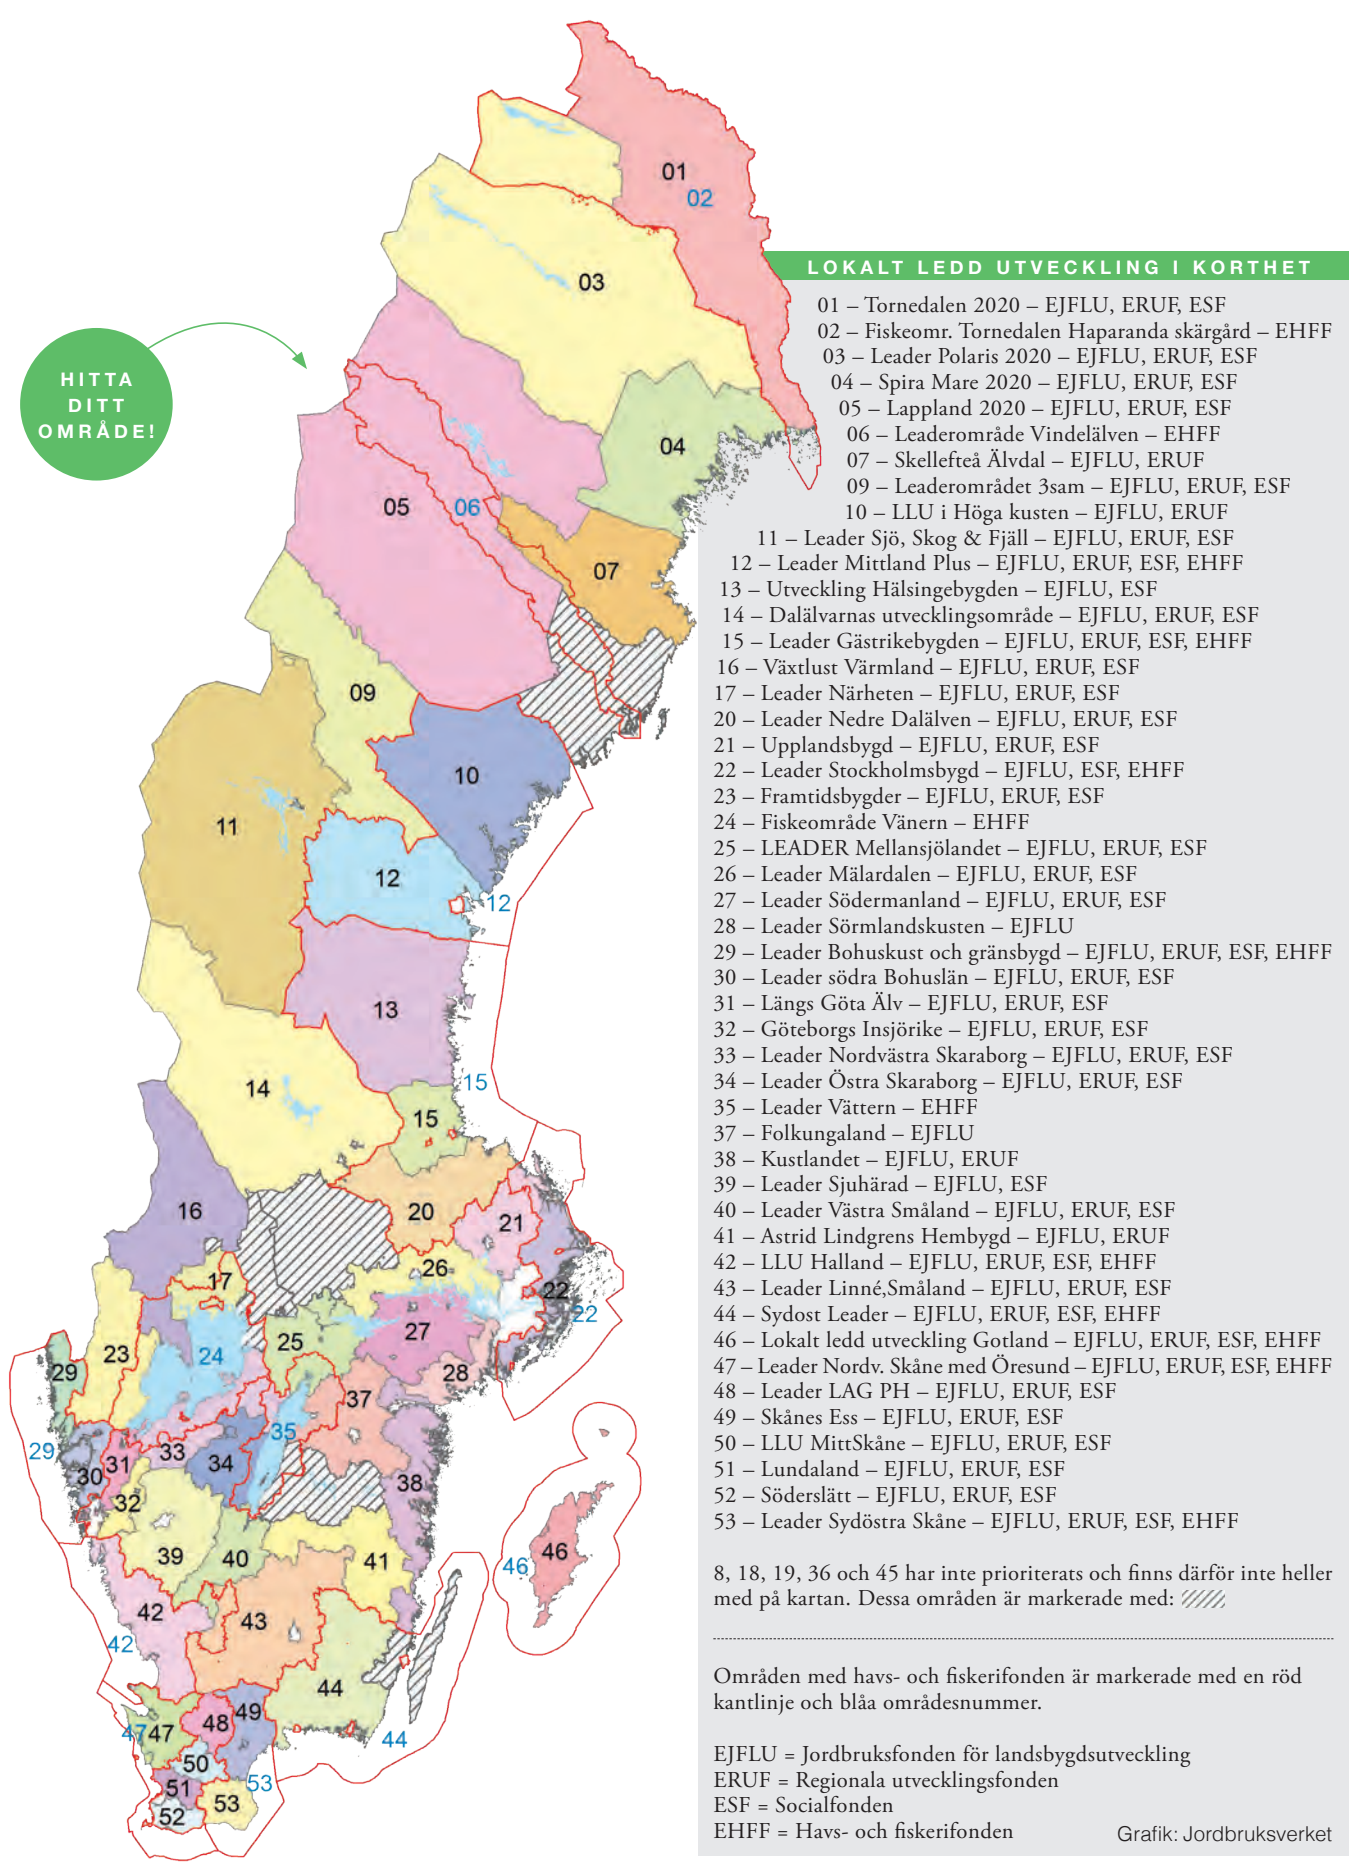 HITTA
DITT
OMRÅDE!
LOKALT LEDD UTVECKLING I KORTHET
01 – Tornedalen 2020 – EJFLU, ERUF, ESF
02 – Fiskeomr. Tornedalen Haparanda skärgård – EHFF
03 – Leader Polaris 2020 – EJFLU, ERUF, ESF
04 – Spira Mare 2020 – EJFLU, ERUF, ESF
05 – Lappland 2020 – EJFLU, ERUF, ESF
06 – Leaderområde Vindelälven – EHFF
07 – Skellefteå Älvdal – EJFLU, ERUF
09 – Leaderområdet 3sam – EJFLU, ERUF, ESF
10 – LLU i Höga kusten – EJFLU, ERUF
11 – Leader Sjö, Skog & Fjäll – EJFLU, ERUF, ESF
12 – Leader Mittland Plus – EJFLU, ERUF, ESF, EHFF
13 – Utveckling Hälsingebygden – EJFLU, ESF
14 – Dalälvarnas utvecklingsområde – EJFLU, ERUF, ESF
15 – Leader Gästrikebygden – EJFLU, ERUF, ESF, EHFF
16 – Växtlust Värmland – EJFLU, ERUF, ESF
17 – Leader Närheten – EJFLU, ERUF, ESF
20 – Leader Nedre Dalälven – EJFLU, ERUF, ESF
21 – Upplandsbygd – EJFLU, ERUF, ESF
22 – Leader Stockholmsbygd – EJFLU, ESF, EHFF
23 – Framtidsbygder – EJFLU, ERUF, ESF
24 – Fiskeområde Vänern – EHFF
25 – LEADER Mellansjölandet – EJFLU, ERUF, ESF
26 – Leader Mälardalen – EJFLU, ERUF, ESF
27 – Leader Södermanland – EJFLU, ERUF, ESF
28 – Leader Sörmlandskusten – EJFLU
29 – Leader Bohuskust och gränsbygd – EJFLU, ERUF, ESF, EHFF
30 – Leader södra Bohuslän – EJFLU, ERUF, ESF
31 – Längs Göta Älv – EJFLU, ERUF, ESF
32 – Göteborgs Insjörike – EJFLU, ERUF, ESF
33 – Leader Nordvästra Skaraborg – EJFLU, ERUF, ESF
34 – Leader Östra Skaraborg – EJFLU, ERUF, ESF
35 – Leader Vättern – EHFF
37 – Folkungaland – EJFLU
38 – Kustlandet – EJFLU, ERUF
39 – Leader Sjuhärad – EJFLU, ESF
40 – Leader Västra Småland – EJFLU, ERUF, ESF
41 – Astrid Lindgrens Hembygd – EJFLU, ERUF
42 – LLU Halland – EJFLU, ERUF, ESF, EHFF
43 – Leader Linné,Småland – EJFLU, ERUF, ESF
44 – Sydost Leader – EJFLU, ERUF, ESF, EHFF
46 – Lokalt ledd utveckling Gotland – EJFLU, ERUF, ESF, EHFF
47 – Leader Nordv. Skåne med Öresund – EJFLU, ERUF, ESF, EHFF
48 – Leader LAG PH – EJFLU, ERUF, ESF
49 – Skånes Ess – EJFLU, ERUF, ESF
50 – LLU MittSkåne – EJFLU, ERUF, ESF
51 – Lundaland – EJFLU, ERUF, ESF
52 – Söderslätt – EJFLU, ERUF, ESF
53 – Leader Sydöstra Skåne – EJFLU, ERUF, ESF, EHFF
8, 18, 19, 36 och 45 har inte prioriterats och finns därför inte heller
med på kartan. Dessa områden är markerade med:
Områden med havs- och fiskerifonden är markerade med en röd
kantlinje och blåa områdesnummer.
EJFLU = Jordbruksfonden för landsbygdsutveckling
ERUF = Regionala utvecklingsfonden
ESF = Socialfonden
EHFF = Havs- och fiskerifonden
Grafik: Jordbruksverket
01
02
03
04
05
06
07
09
10
11
12
12
13
14
15
15
16
17
20
21
22
22
23
24
25
26
27
28
29
29
30
31
32
33
34
35
37
38
39
40
41
42
42
43
44
44
46
46
47
47
48
49
50
51
52
53
53